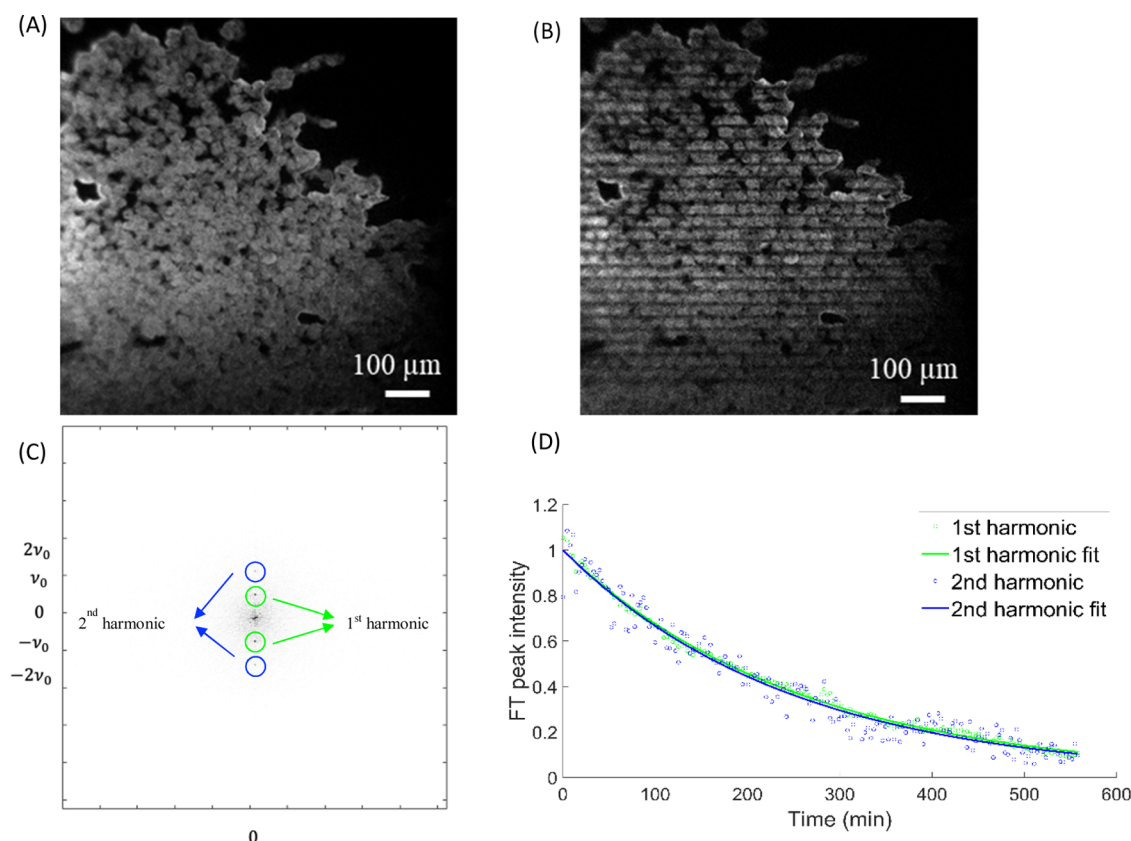 (A)
(B)
100 µm
100 µm
(C)
(D)
2ν₀
ν₀
0
-ν₀
-2ν₀
2nd harmonic
1st harmonic
0
1.2
1
0.8
0.6
0.4
0.2
0
FT peak intensity
1st harmonic
1st harmonic fit
2nd harmonic
2nd harmonic fit
0 100 200 300 400 500 600
Time (min)